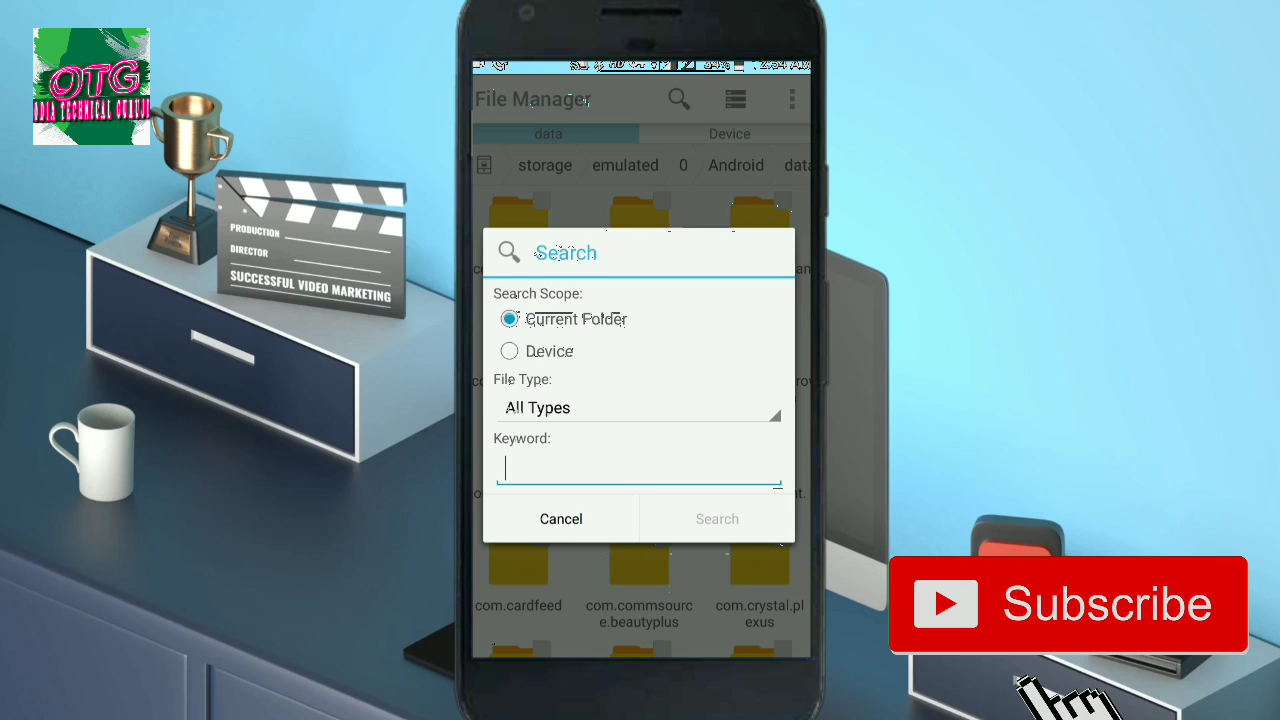 OTG
ODIA TECHNICAL GURUJI
PRODUCTION
DIRECTOR
SUCCESSFUL VIDEO MARKETING
File Manager
data
Device
storage
emulated
0
Android
data
Search
Search Scope:
Current Folder
Device
File Type:
All Types
Keyword:
Cancel
Search
com.cardfeed
com.commsourc
e.beautyplus
com.crystal.pl
exus
Subscribe